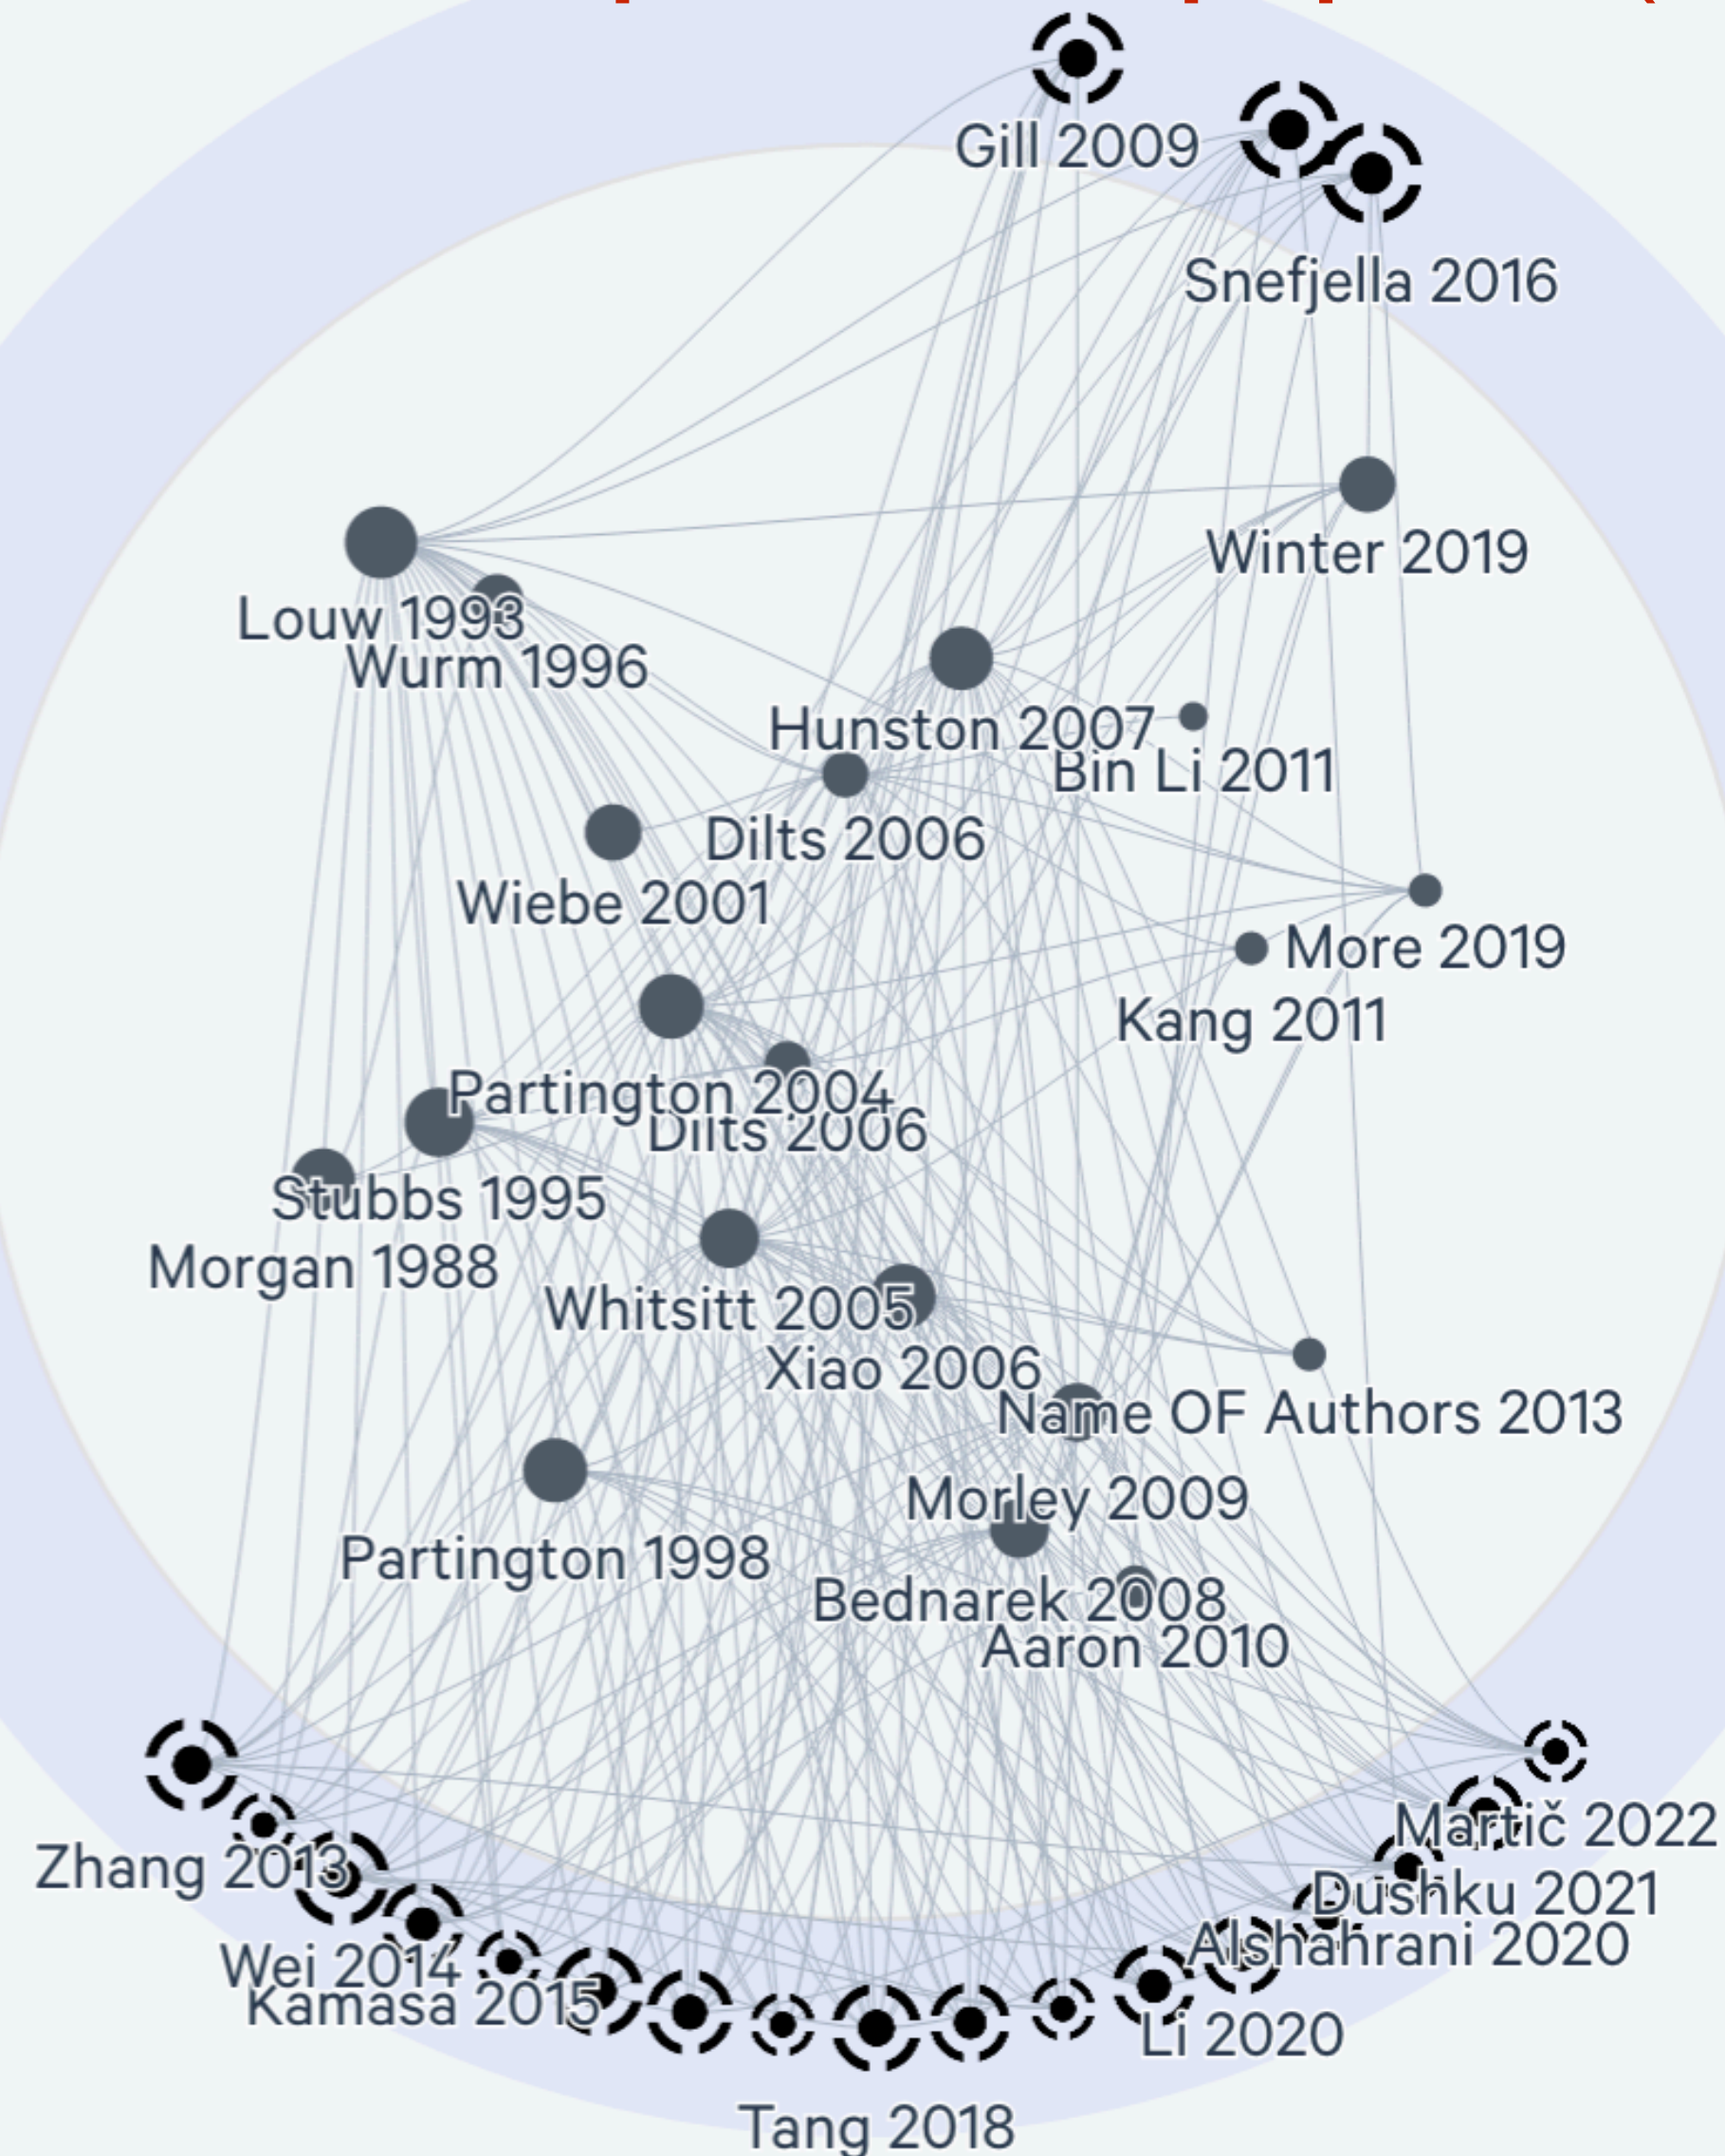 Gill 2009
Snefjella 2016
Winter 2019
Louw 1993
Wurm 1996
Hunston 2007
Bin Li 2011
Dilts 2006
Wiebe 2001
More 2019
Kang 2011
Partington 2004
Dilts 2006
Stubbs 1995
Morgan 1988
Whitsitt 2005
Xiao 2006
Name OF Authors 2013
Morley 2009
Partington 1998
Bednarek 2008
Aaron 2010
Martič 2022
Zhang 2013
Dushku 2021
Alshahrani 2020
Wei 2014
Kamasa 2015
Li 2020
Tang 2018